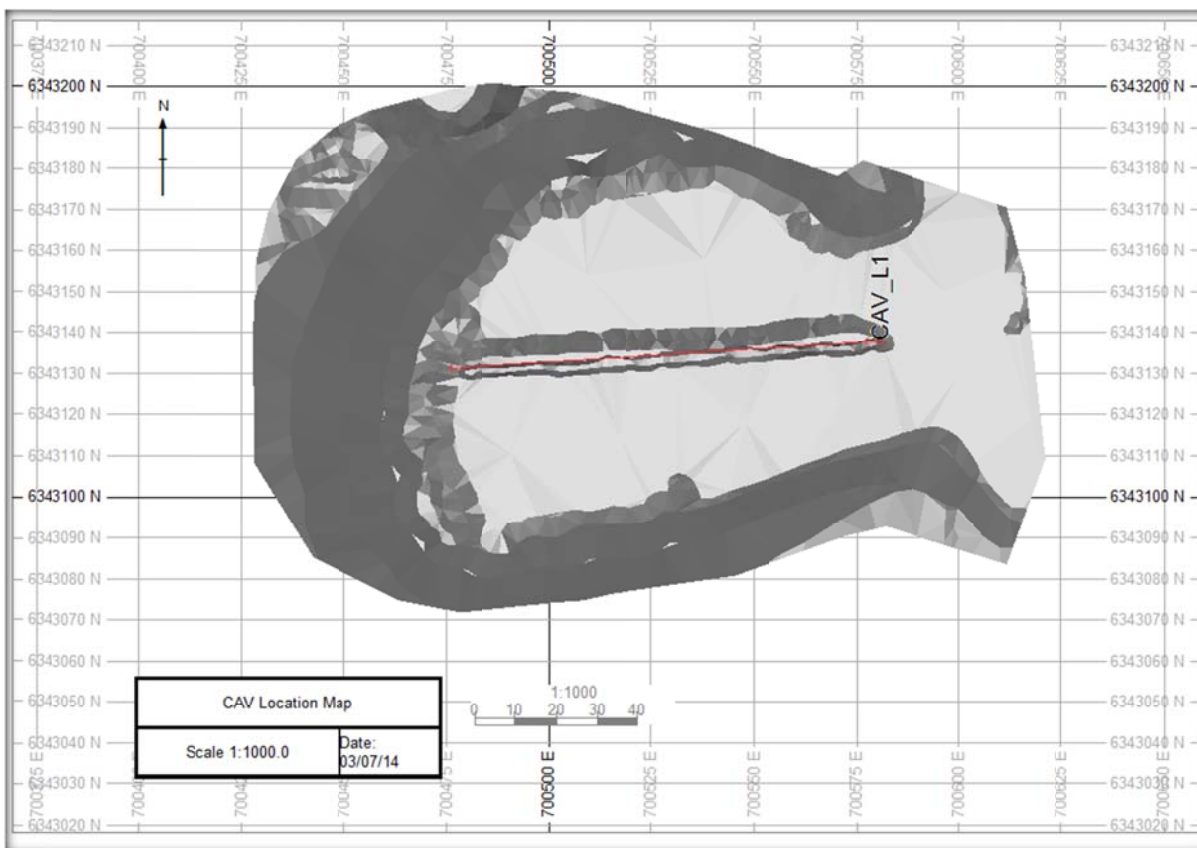 700400 E
700425 E
700450 E
700475 E
700500 E
700525 E
700550 E
700575 E
700600 E
700625 E
6343210 N 6343210 N
6343200 N 6343200 N
N
6343190 N 6343190 N
6343180 N 6343180 N
6343170 N 6343170 N
6343160 N 6343160 N
6343150 N 6343150 N
CAV_L1
6343140 N 6343140 N
6343130 N 6343130 N
6343120 N 6343120 N
6343110 N 6343110 N
6343100 N 6343100 N
6343090 N 6343090 N
6343080 N 6343080 N
6343070 N 6343070 N
6343060 N 6343060 N
6343050 N 6343050 N
6343040 N 6343040 N
6343030 N 6343030 N
6343020 N 6343020 N
CAV Location Map
Scale 1:1000.0
Date:
03/07/14
1:1000
0 10 20 30 40
700500 E
700525 E
700550 E
700575 E
700600 E
700625 E